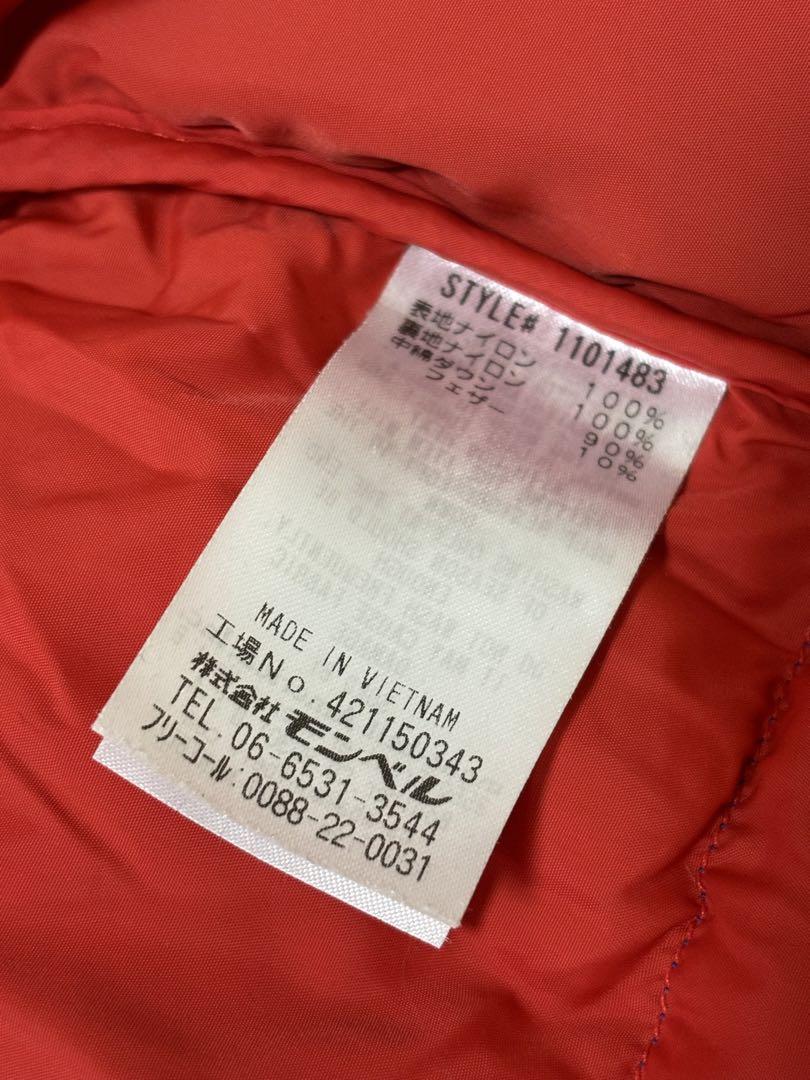 STYLE# 1101483
表地ナイロン 100%
裏地ナイロン 100%
中綿ダウン 90%
フェザー 10%
MADE IN VIETNAM
工場No.421150343
株式会社モンベル
TEL.06-6531-3544
フリーコール:0088-22-0031